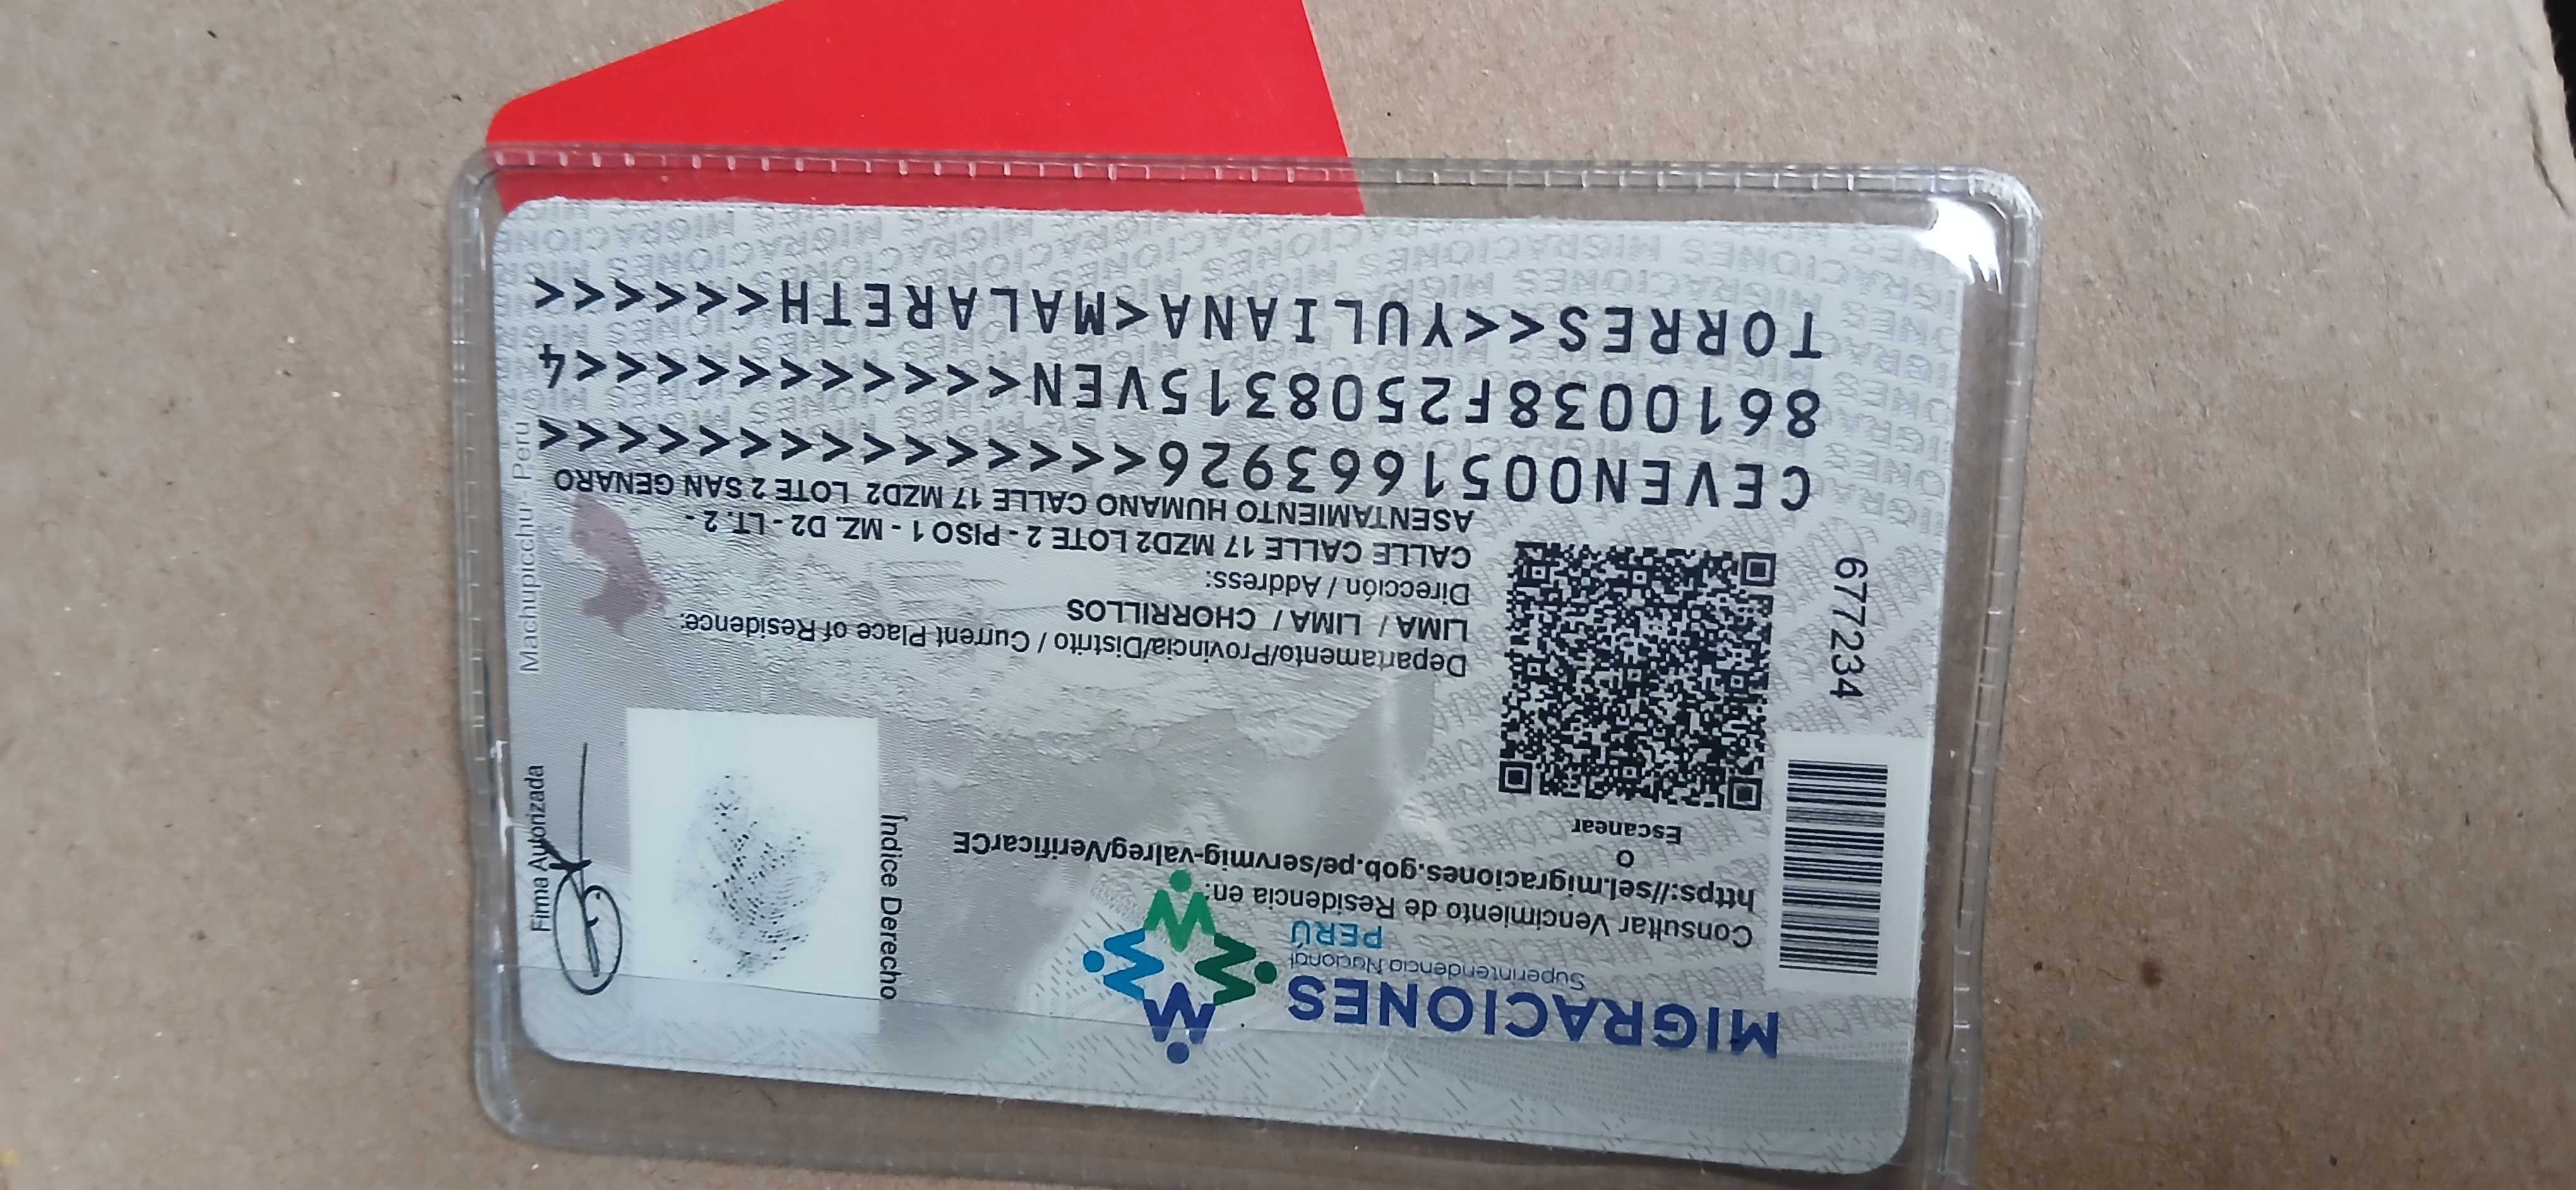 MIGRACIONES
Superintendencia Nacional
PERÚ
Consultar Vencimiento de Residencia en:
https://sel.migraciones.gob.pe/servmig-valreg/VerificarCE
O
Escanear
Índice Derecho
Firma Autorizada
677234
Departamento/Provincia/Distrito / Current Place of Residence:
LIMA / LIMA / CHORRILLOS
Dirección / Address:
CALLE CALLE 17 MZD2 LOTE 2 - PISO 1 - MZ. D2 - LT. 2 -
ASENTAMIENTO HUMANO CALLE 17 MZD2 LOTE 2 SAN GENARO
Machupicchu - Peru
CEVEN0051663926<<<<<<<<<<<<<<<
8610038F2508315VEN<<<<<<<<<<<4
TORRES<<YULIANA<MALARETH<<<<<<